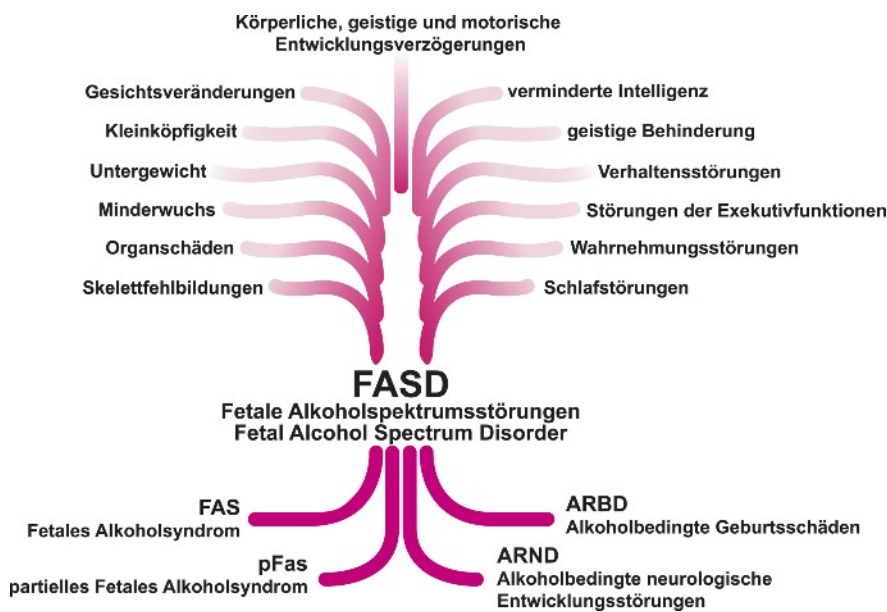 Körperliche, geistige und motorische
Entwicklungsverzögerungen
Gesichtsveränderungen
verminderte Intelligenz
Kleinköpfigkeit
geistige Behinderung
Untergewicht
Verhaltensstörungen
Minderwuchs
Störungen der Exekutivfunktionen
Organschäden
Wahrnehmungsstörungen
Skelettfehlbildungen
Schlafstörungen
FASD
Fetale Alkoholspektrumsstörungen
Fetal Alcohol Spectrum Disorder
FAS
Fetales Alkoholsyndrom
ARBD
Alkoholbedingte Geburtsschäden
pFas
partielles Fetales Alkoholsyndrom
ARND
Alkoholbedingte neurologische
Entwicklungsstörungen